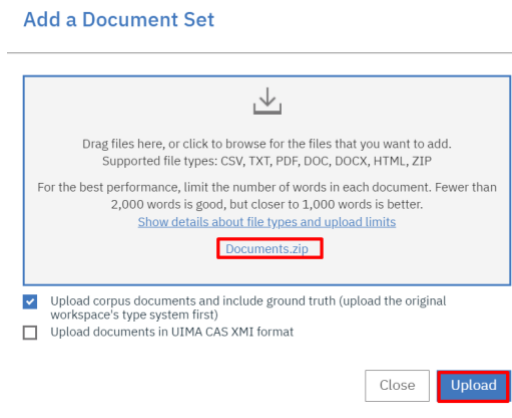 Add a Document Set
Drag files here, or click to browse for the files that you want to add.
Supported file types: CSV, TXT, PDF, DOC, DOCX, HTML, ZIP
For the best performance, limit the number of words in each document. Fewer than
2,000 words is good, but closer to 1,000 words is better.
Show details about file types and upload limits
Documents.zip
Upload corpus documents and include ground truth (upload the original
workspace's type system first)
Upload documents in UIMA CAS XMI format
Close
Upload